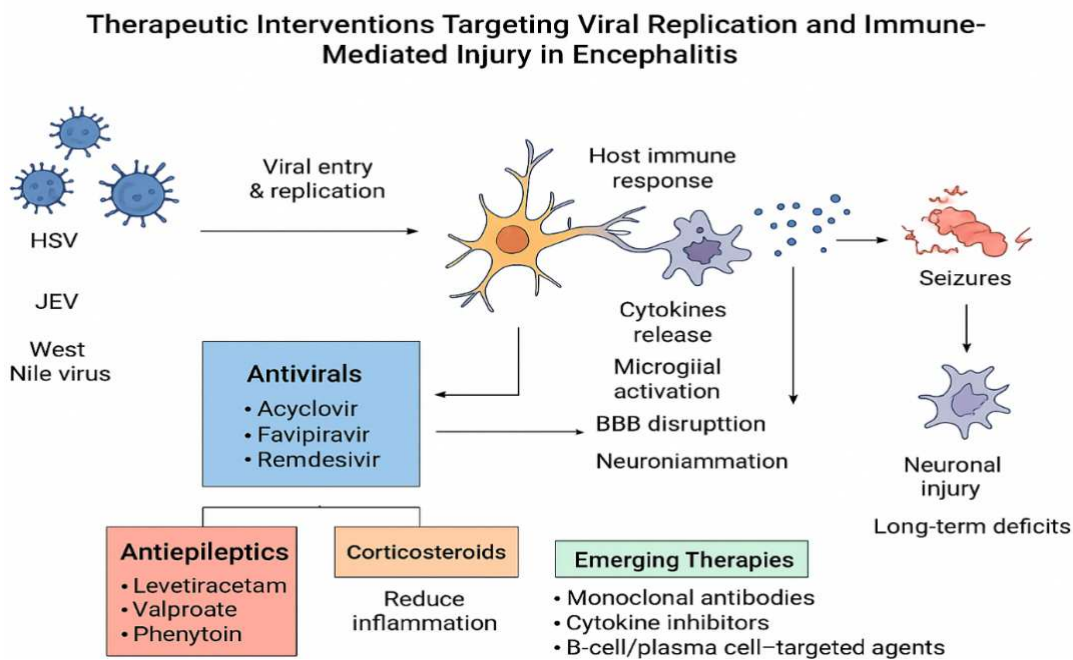 Therapeutic Interventions Targeting Viral Replication and Immune-
Mediated Injury in Encephalitis
Viral entry
& replication
Host immune
response
HSV
JEV
West
Nile virus
Seizures
Cytokines
release
Microgiial
activation
BBB disrupttion
Neuroniammation
Neuronal
injury
Long-term deficits
Antivirals
• Acyclovir
• Favipiravir
• Remdesivir
Antiepileptics
• Levetiracetam
• Valproate
• Phenytoin
Corticosteroids
Reduce
inflammation
Emerging Therapies
• Monoclonal antibodies
• Cytokine inhibitors
• B-cell/plasma cell–targeted agents